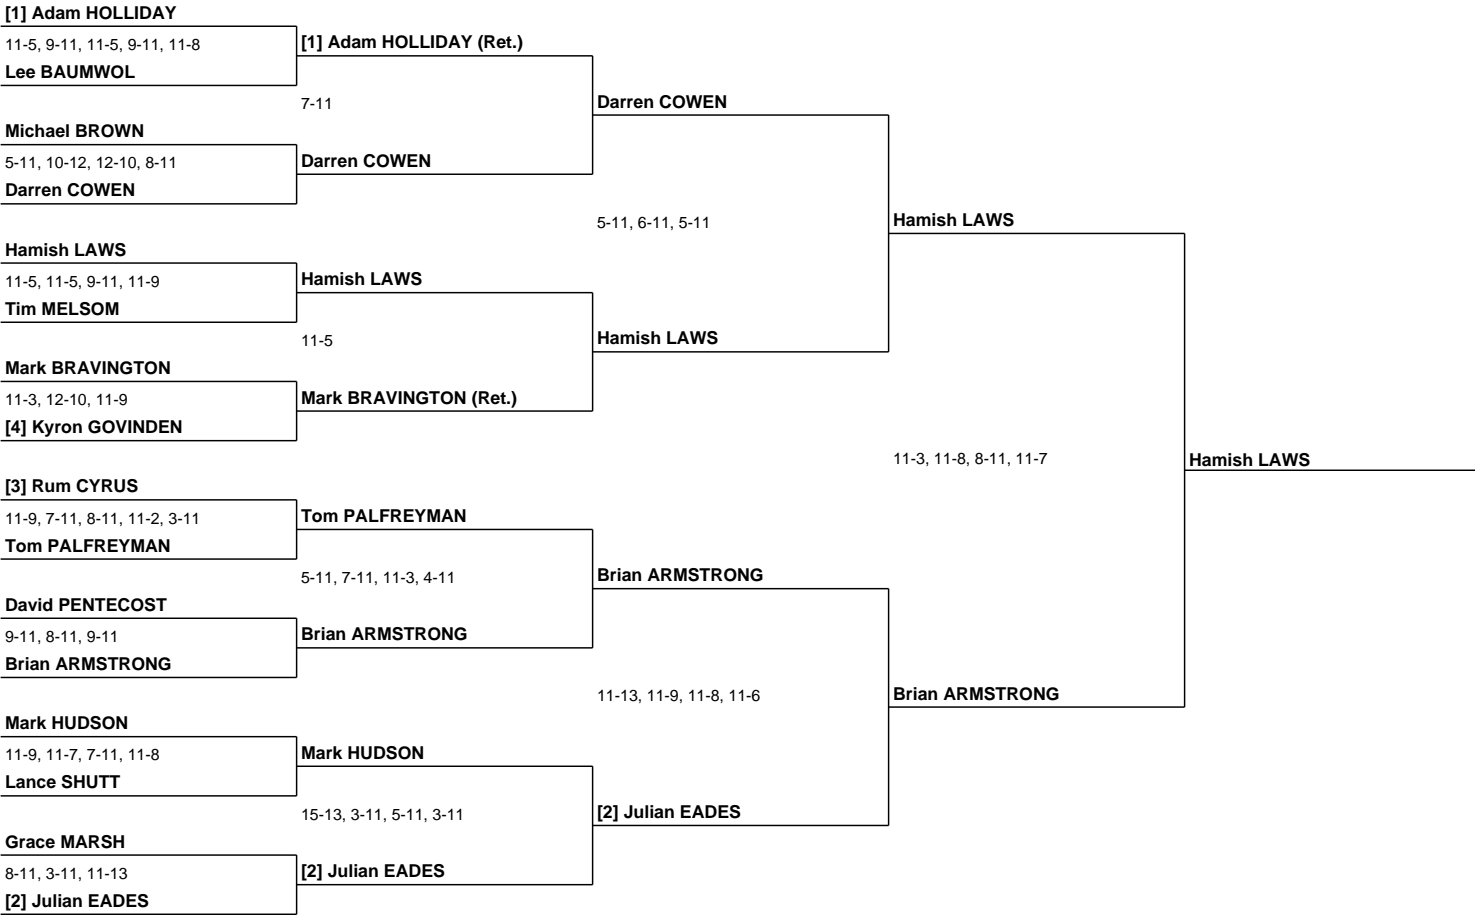 [1] Adam HOLLIDAY
11-5, 9-11, 11-5, 9-11, 11-8
Lee BAUMWOL
Michael BROWN
5-11, 10-12, 12-10, 8-11
Darren COWEN
Hamish LAWS
11-5, 11-5, 9-11, 11-9
Tim MELSOM
Mark BRAVINGTON
11-3, 12-10, 11-9
[4] Kyron GOVINDEN
[3] Rum CYRUS
11-9, 7-11, 8-11, 11-2, 3-11
Tom PALFREYMAN
David PENTECOST
9-11, 8-11, 9-11
Brian ARMSTRONG
Mark HUDSON
11-9, 11-7, 7-11, 11-8
Lance SHUTT
Grace MARSH
8-11, 3-11, 11-13
[2] Julian EADES
[1] Adam HOLLIDAY (Ret.)
7-11
Darren COWEN
Hamish LAWS
11-5
Mark BRAVINGTON (Ret.)
Tom PALFREYMAN
5-11, 7-11, 11-3, 4-11
Brian ARMSTRONG
Mark HUDSON
15-13, 3-11, 5-11, 3-11
[2] Julian EADES
Darren COWEN
5-11, 6-11, 5-11
Hamish LAWS
Brian ARMSTRONG
11-13, 11-9, 11-8, 11-6
[2] Julian EADES
Hamish LAWS
11-3, 11-8, 8-11, 11-7
Brian ARMSTRONG
Hamish LAWS